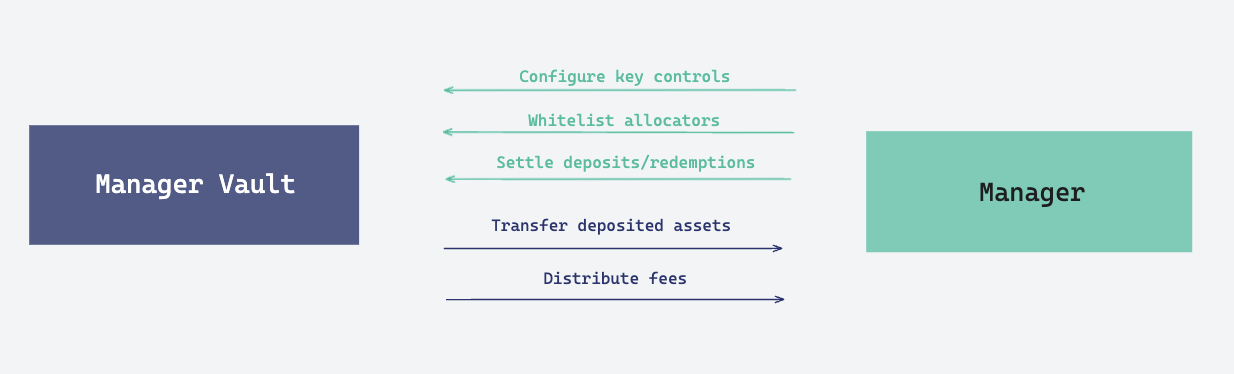 Configure key controls
Whitelist allocators
Settle deposits/redemptions
Manager Vault
Manager
Transfer deposited assets
Distribute fees